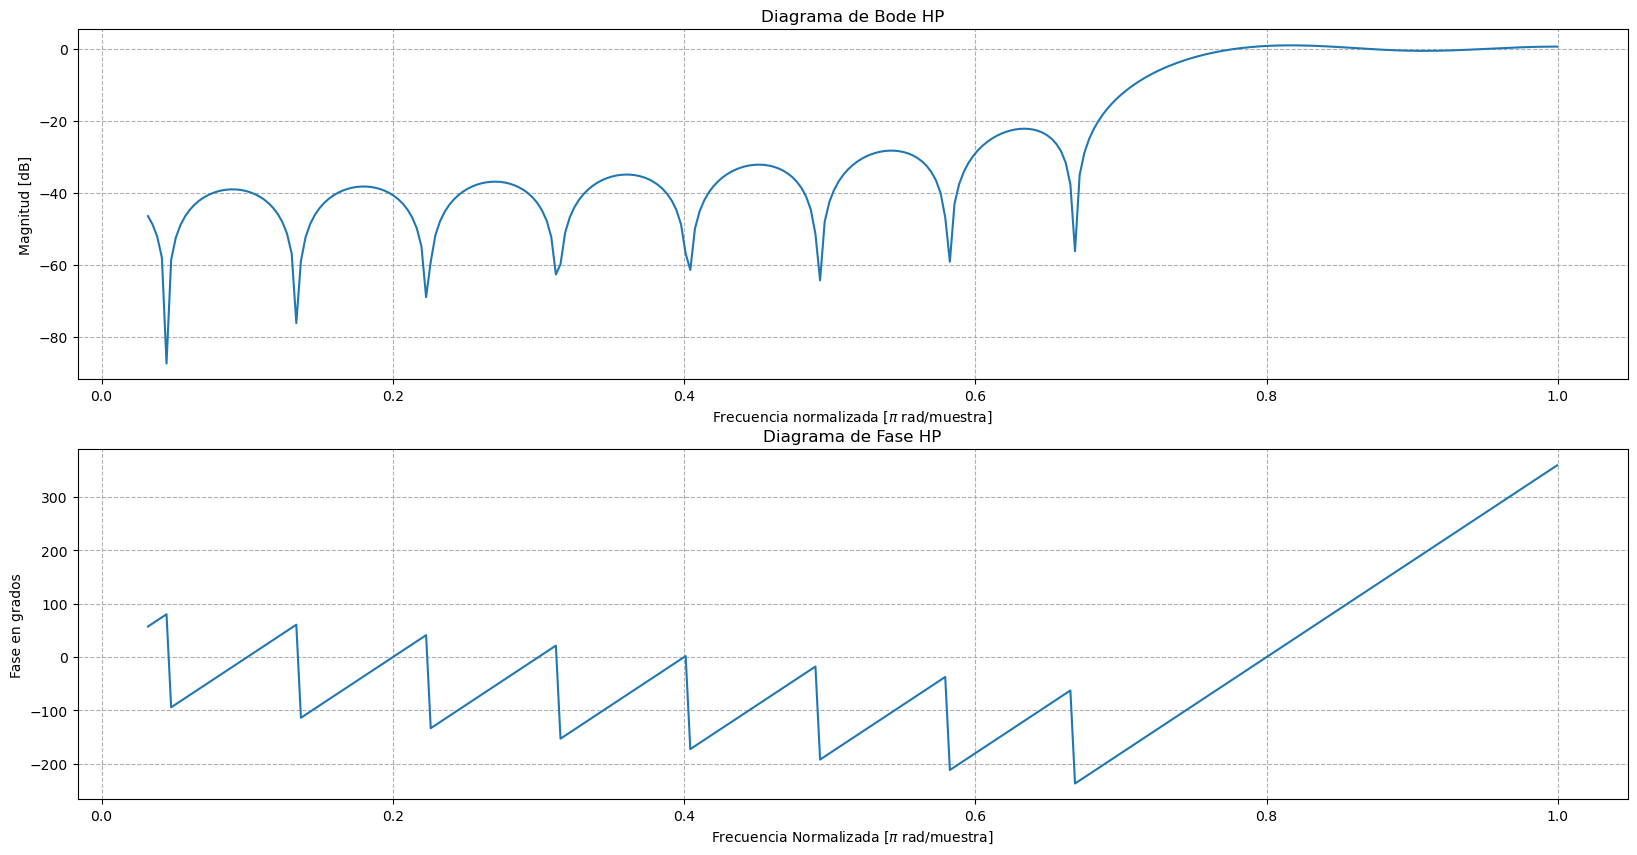 Diagrama de Bode HP
Magnitud [dB]
0
−20
−40
−60
−80
0.0 0.2 0.4 0.6 0.8 1.0
Frecuencia normalizada [π rad/muestra]
Diagrama de Fase HP
Fase en grados
300
200
100
0
−100
−200
0.0 0.2 0.4 0.6 0.8 1.0
Frecuencia Normalizada [π rad/muestra]